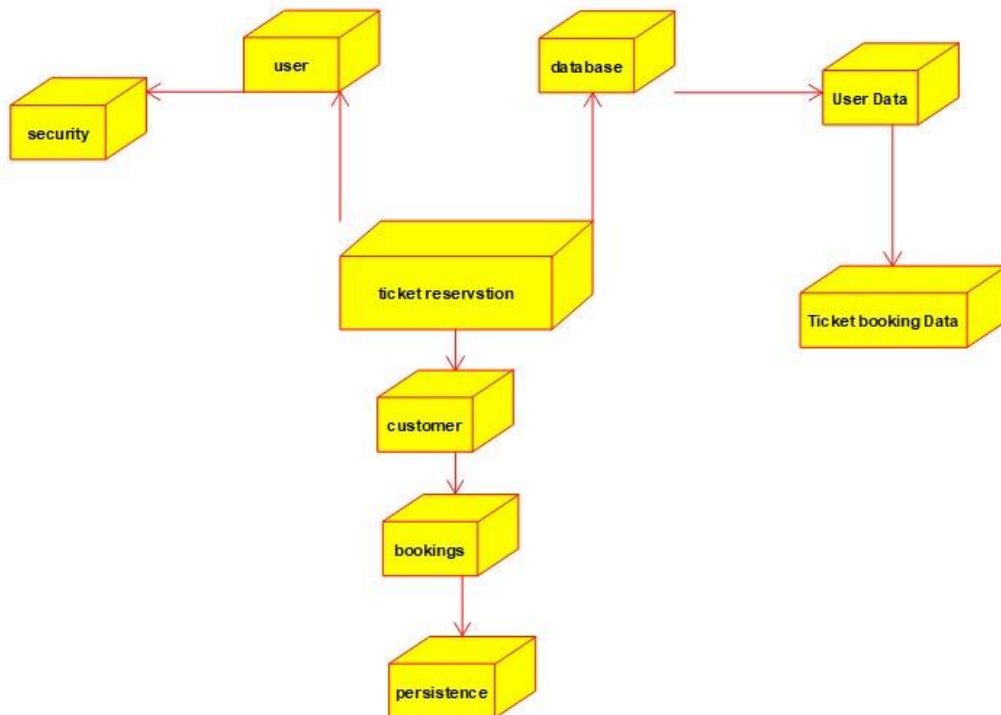 user
database
User Data
security
ticket reservstion
Ticket booking Data
customer
bookings
persistence